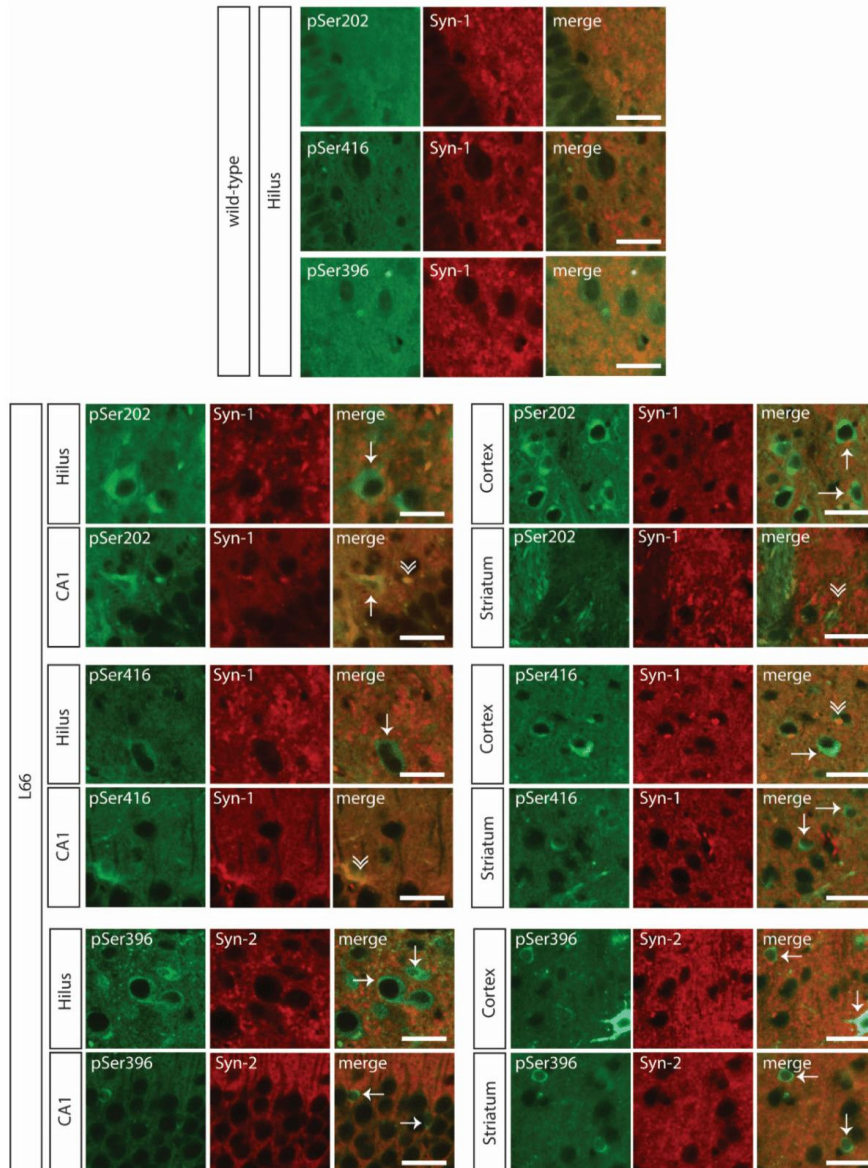 pSer202 Syn-1 merge
pSer416 Syn-1 merge
pSer396 Syn-1 merge
wild-type
Hilus
L66
Hilus
pSer202 Syn-1 merge
Cortex
pSer202 Syn-1 merge
CA1
pSer202 Syn-1 merge
Striatum
pSer202 Syn-1 merge
Hilus
pSer416 Syn-1 merge
Cortex
pSer416 Syn-1 merge
CA1
pSer416 Syn-1 merge
Striatum
pSer416 Syn-1 merge
Hilus
pSer396 Syn-2 merge
Cortex
pSer396 Syn-2 merge
CA1
pSer396 Syn-2 merge
Striatum
pSer396 Syn-2 merge